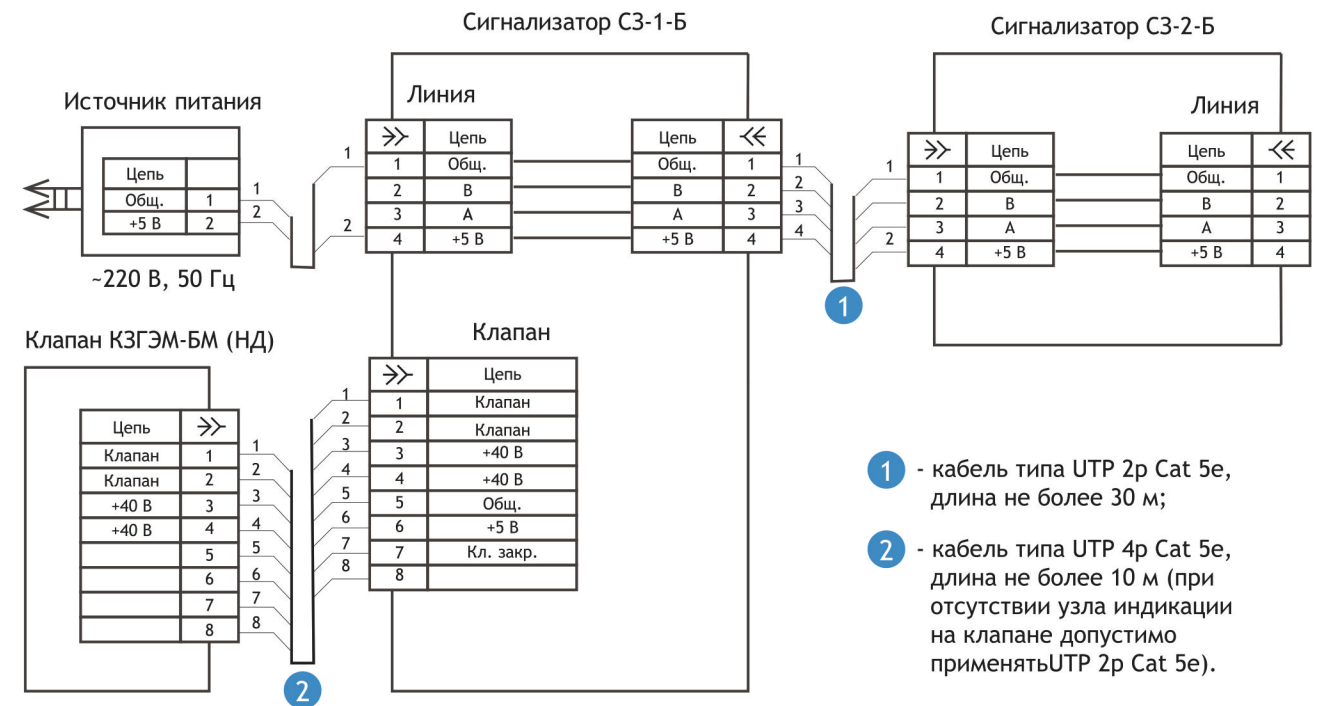 Сигнализатор СЗ-1-Б
Сигнализатор СЗ-2-Б
Источник питания
Цепь
Общ. 1
+5 В 2
1
2
~220 В, 50 Гц
1
2
Линия
Цепь
1 Общ.
2 В
3 А
4 +5 В
Цепь
Общ. 1
В 2
А 3
+5 В 4
1
2
3
4
1
1
2
Цепь
1 Общ.
2 В
3 А
4 +5 В
Линия
Цепь
Общ. 1
В 2
А 3
+5 В 4
Клапан КЗГЭМ-БМ (НД)
Цепь
Клапан 1
Клапан 2
+40 В 3
+40 В 4
5
6
7
8
1
2
3
4
5
6
7
8
2
1
2
3
4
5
6
7
8
Клапан
Цепь
1 Клапан
2 Клапан
3 +40 В
4 +40 В
5 Общ.
6 +5 В
7 Кл. закр.
8
1 - кабель типа UTP 2p Cat 5e,
длина не более 30 м;
2 - кабель типа UTP 4p Cat 5e,
длина не более 10 м (при
отсутствии узла индикации
на клапане допустимо
применятьUTP 2p Cat 5e).